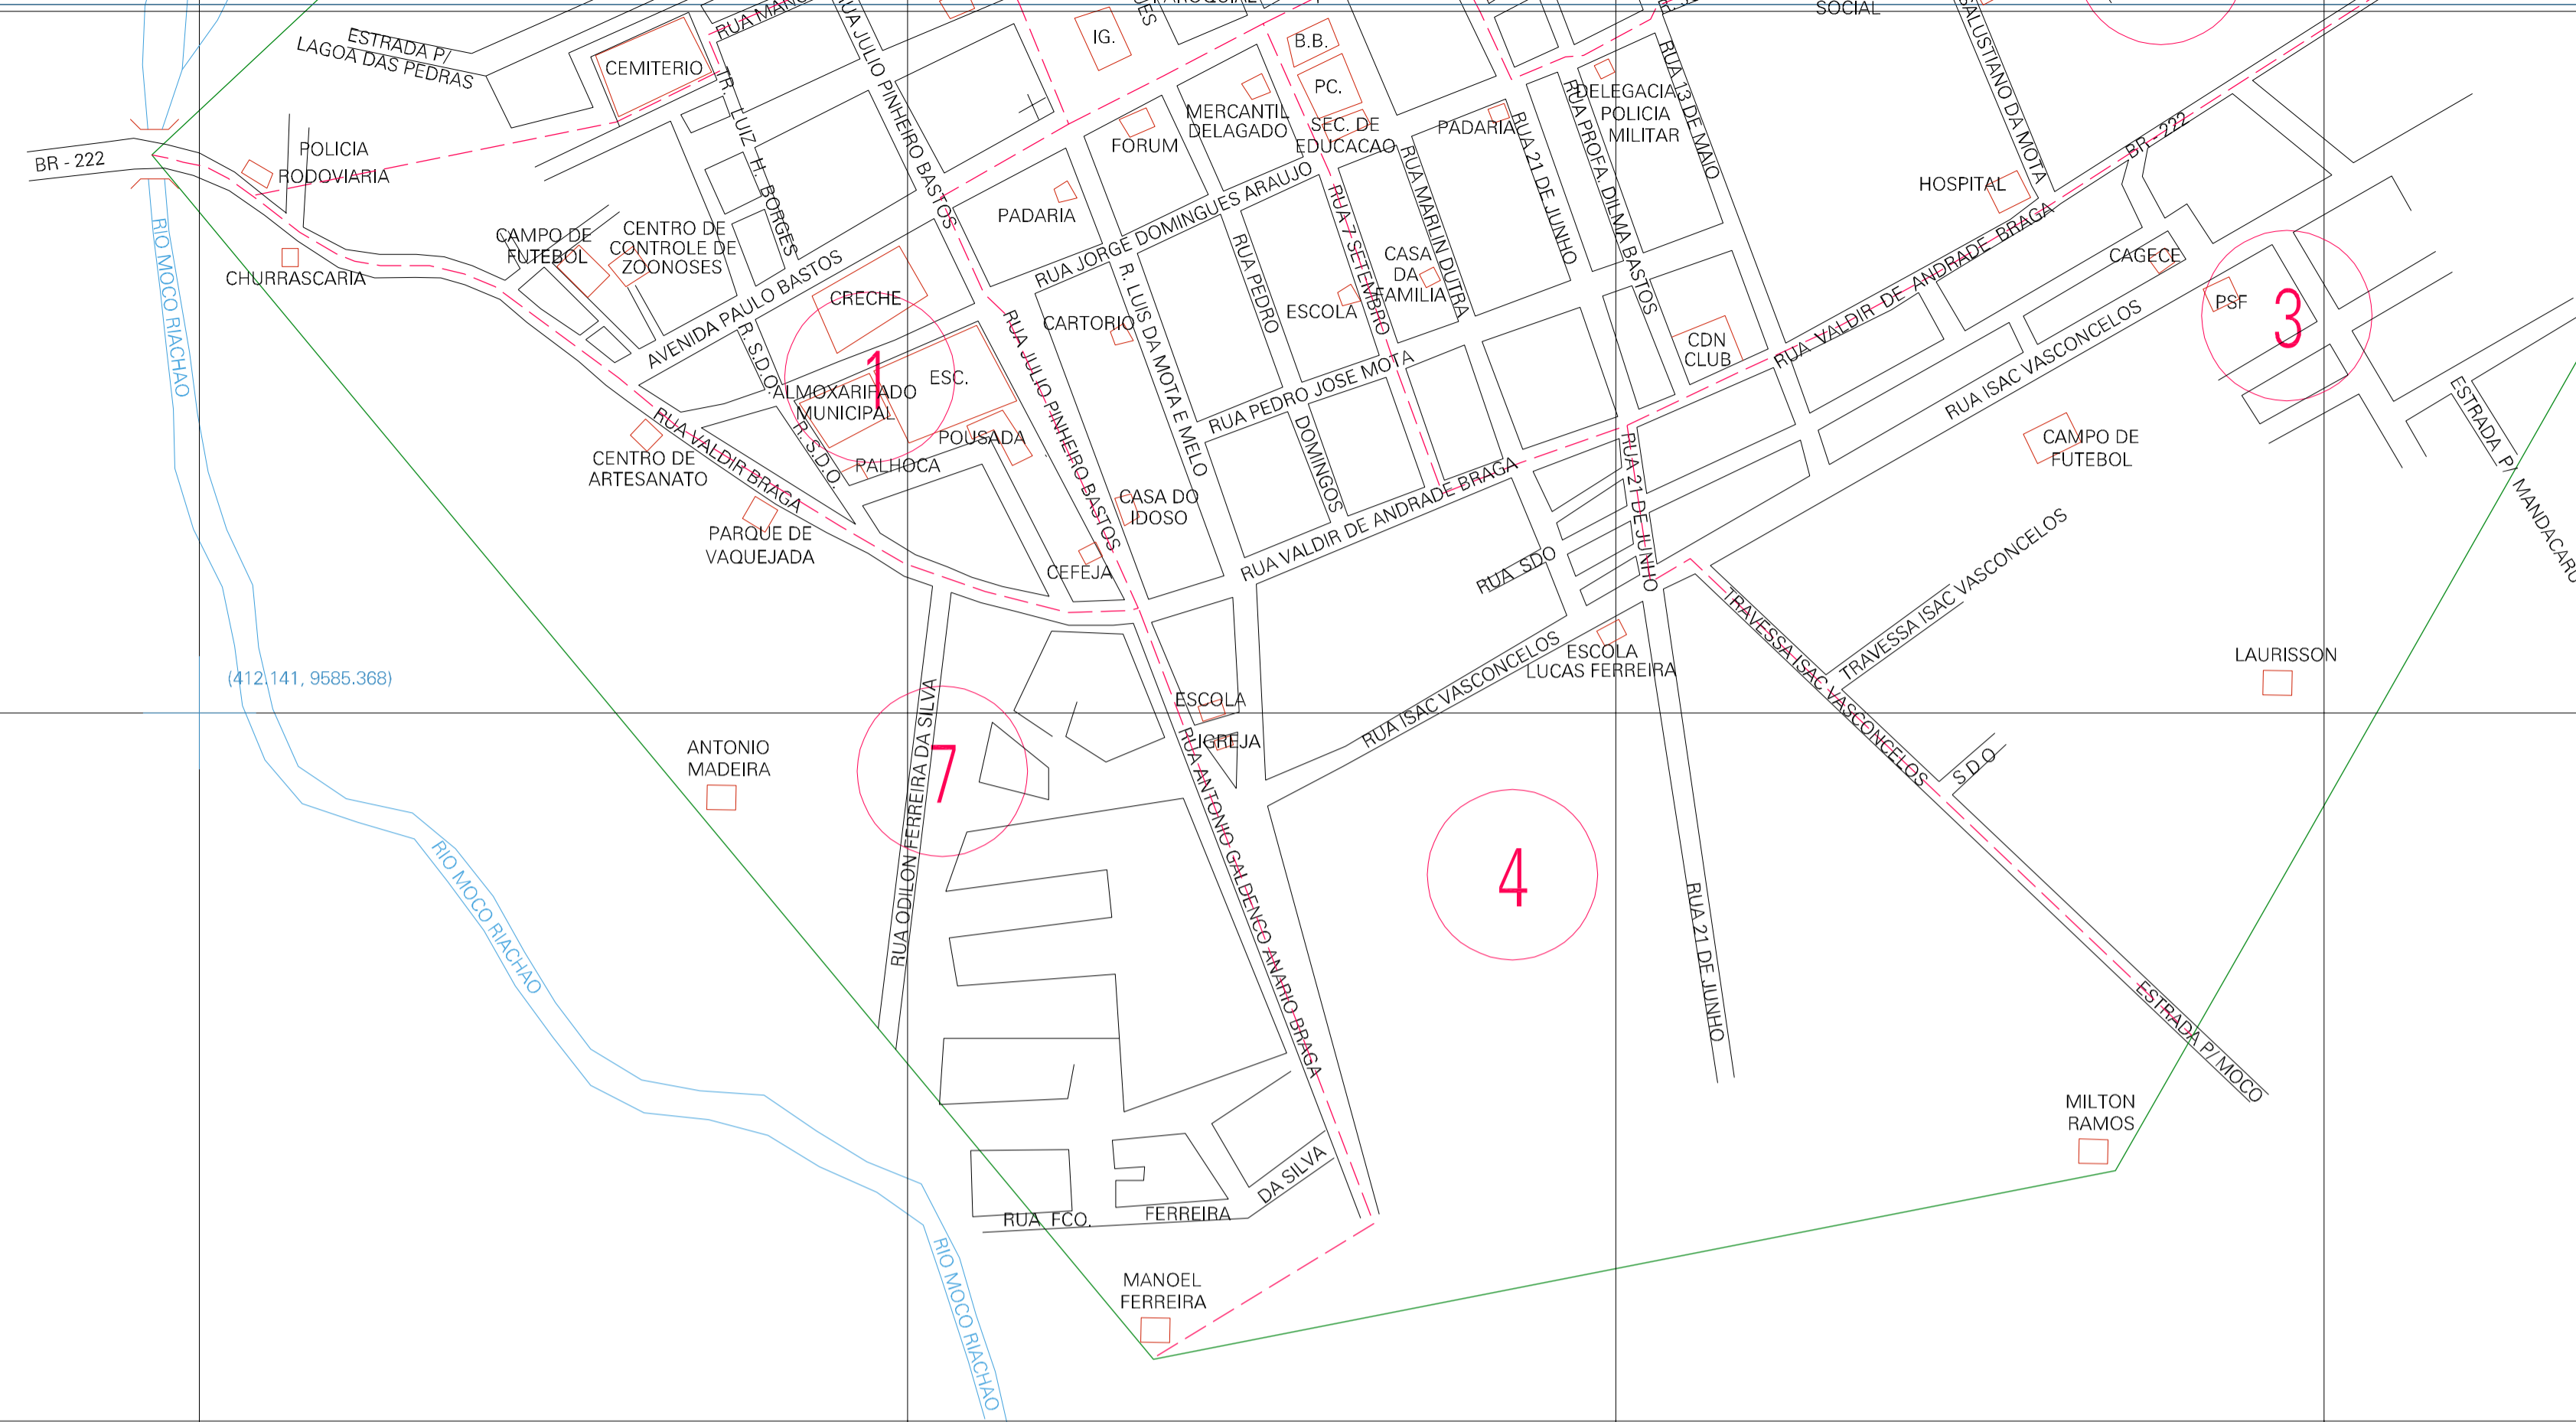 SOCIAL
ESTRADA P/
LAGOA DAS PEDRAS
CEMITERIO
IG.
B.B.
PC.
MERCANTIL
DELAGADO
FORUM
SEC. DE
EDUCACAO
PADARIA
DELEGACIA
POLICIA
MILITAR
RUA 13 DE MAIO
SALUSTIANO DA MOTA
BR - 222
BR - 222
POLICIA
RODOVIARIA
TR. LUIZ H. BORGES
RUA JULIO PINHEIRO BASTOS
RUA 21 DE JUNHO
RUA PROFA. DILMA BASTOS
RUA MARLIN DUTRA
RUA 7 SETEMBRO
RUA JORGE DOMINGUES ARAUJO
PADARIA
HOSPITAL
CAMPO DE
FUTEBOL
CENTRO DE
CONTROLE DE
ZOONOSES
CHURRASCARIA
RIO MOCO RIACHAO
AVENIDA PAULO BASTOS
CRECHE
CARTORIO
RUA PEDRO
DOMINGOS
ESCOLA
CASA
DA
FAMILIA
CDN
CLUB
CAGECE
PSF
3
1
R. S.D.O.
ALMOXARIFADO
MUNICIPAL
ESC.
POUSADA
PALHOCA
R. S.D.O.
RUA JULIO PINHEIRO BASTOS
R. LUIS DA MOTA E MELO
RUA PEDRO JOSE MOTA
RUA VALDIR DE ANDRADE BRAGA
RUA VALDIR DE ANDRADE BRAGA
RUA ISAC VASCONCELOS
CAMPO DE
FUTEBOL
ESTRADA P/ MANDACARU
CENTRO DE
ARTESANATO
RUA VALDIR BRAGA
PARQUE DE
VAQUEJADA
CASA DO
IDOSO
CEFEJA
RUA SDO
RUA 21 DE JUNHO
TRAVESSA ISAC VASCONCELOS
TRAVESSA ISAC VASCONCELOS
ESCOLA
LUCAS FERREIRA
RUA ISAC VASCONCELOS
LAURISSON
(412.141, 9585.368)
ESCOLA
IGREJA
ANTONIO
MADEIRA
7
4
S.D.O
RUA ODILON FERREIRA DA SILVA
RUA ANTONIO GALDENCO ANARIO BRAGA
RUA 21 DE JUNHO
RIO MOCO RIACHAO
ESTRADA P/ MOCO
MILTON
RAMOS
RUA FCO. FERREIRA DA SILVA
MANOEL
FERREIRA
RIO MOCO RIACHAO